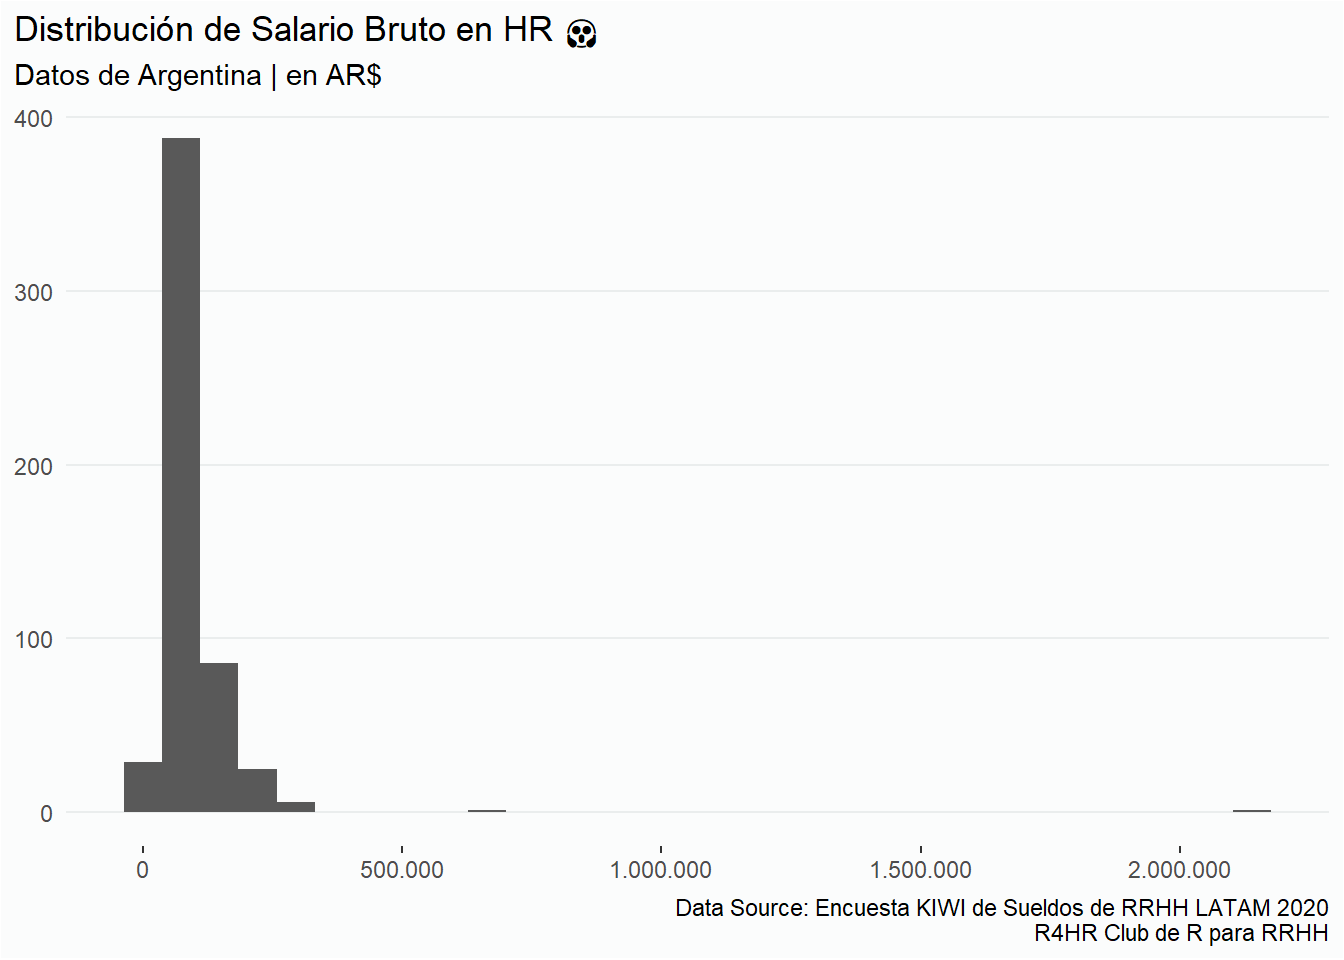 Distribución de Salario Bruto en HR 😱
Datos de Argentina | en AR$
400
300
200
100
0
0 500.000 1.000.000 1.500.000 2.000.000
Data Source: Encuesta KIWI de Sueldos de RRHH LATAM 2020
R4HR Club de R para RRHH